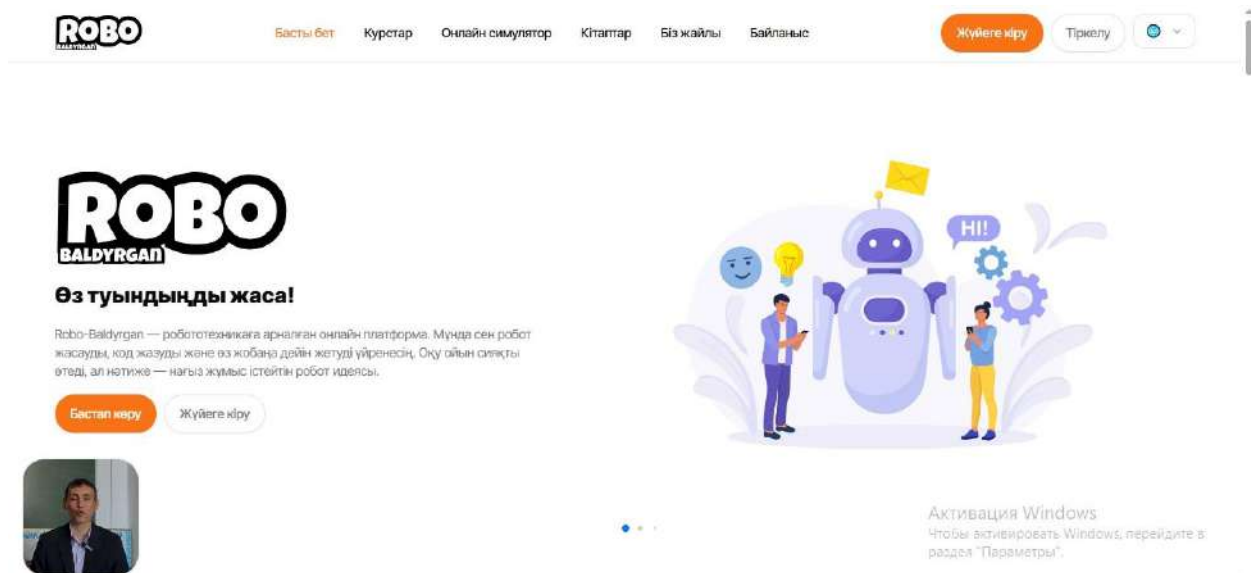 ROBO
BALDYRGAN
Басты бет Курстар Онлайн симулятор Кітаптар Біз жайлы Байланыс
Жүйеге кіру Тіркелу
HI!
ROBO
BALDYRGAN
Өз туындыңды жаса!
Robo-Baldyrgan — робототехникаға арналған онлайн платформа. Мұнда сен робот
жасауды, код жазуды және өз жобаңа дейін жетуді үйренесің. Оқу ойын сияқты
өтеді, ал нәтиже — нағыз жұмыс істейтін робот идеясы.
Бастап көру Жүйеге кіру
Активация Windows
Чтобы активировать Windows, перейдите в
раздел "Параметры".